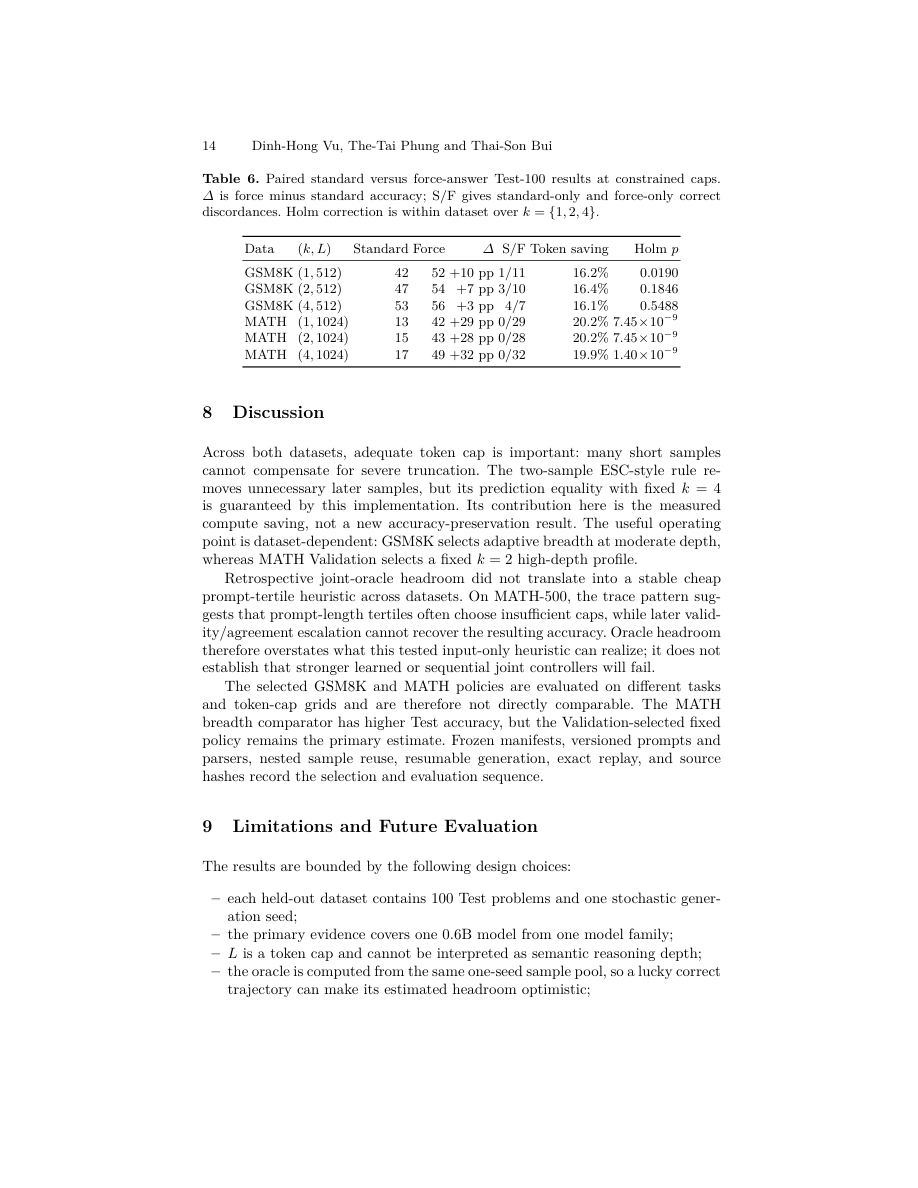 14 Dinh-Hong Vu, The-Tai Phung and Thai-Son Bui
Table 6. Paired standard versus force-answer Test-100 results at constrained caps.
Δ is force minus standard accuracy; S/F gives standard-only and force-only correct
discordances. Holm correction is within dataset over k = {1, 2, 4}.
Data (k, L) Standard Force Δ S/F Token saving Holm p
GSM8K (1, 512) 42 52 +10 pp 1/11 16.2% 0.0190
GSM8K (2, 512) 47 54 +7 pp 3/10 16.4% 0.1846
GSM8K (4, 512) 53 56 +3 pp 4/7 16.1% 0.5488
MATH (1, 1024) 13 42 +29 pp 0/29 20.2% 7.45×10⁻⁹
MATH (2, 1024) 15 43 +28 pp 0/28 20.2% 7.45×10⁻⁹
MATH (4, 1024) 17 49 +32 pp 0/32 19.9% 1.40×10⁻⁹
8 Discussion
Across both datasets, adequate token cap is important: many short samples
cannot compensate for severe truncation. The two-sample ESC-style rule re-
moves unnecessary later samples, but its prediction equality with fixed k = 4
is guaranteed by this implementation. Its contribution here is the measured
compute saving, not a new accuracy-preservation result. The useful operating
point is dataset-dependent: GSM8K selects adaptive breadth at moderate depth,
whereas MATH Validation selects a fixed k = 2 high-depth profile.
Retrospective joint-oracle headroom did not translate into a stable cheap
prompt-tertile heuristic across datasets. On MATH-500, the trace pattern sug-
gests that prompt-length tertiles often choose insufficient caps, while later valid-
ity/agreement escalation cannot recover the resulting accuracy. Oracle headroom
therefore overstates what this tested input-only heuristic can realize; it does not
establish that stronger learned or sequential joint controllers will fail.
The selected GSM8K and MATH policies are evaluated on different tasks
and token-cap grids and are therefore not directly comparable. The MATH
breadth comparator has higher Test accuracy, but the Validation-selected fixed
policy remains the primary estimate. Frozen manifests, versioned prompts and
parsers, nested sample reuse, resumable generation, exact replay, and source
hashes record the selection and evaluation sequence.
9 Limitations and Future Evaluation
The results are bounded by the following design choices:
– each held-out dataset contains 100 Test problems and one stochastic gener-
ation seed;
– the primary evidence covers one 0.6B model from one model family;
– L is a token cap and cannot be interpreted as semantic reasoning depth;
– the oracle is computed from the same one-seed sample pool, so a lucky correct
trajectory can make its estimated headroom optimistic;